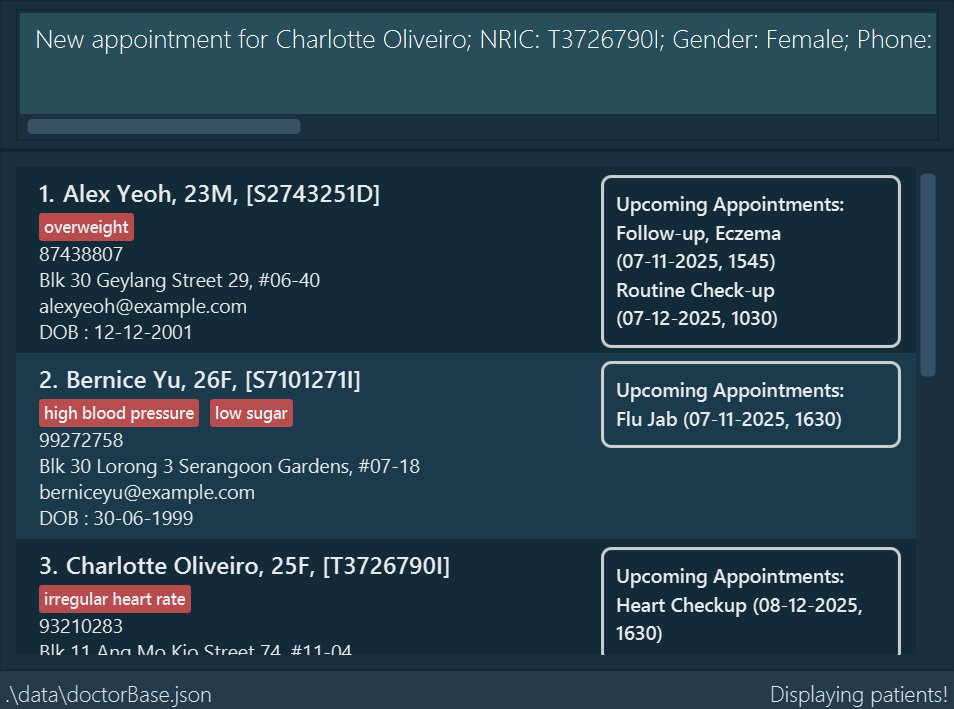 New appointment for Charlotte Oliveiro; NRIC: T3726790I; Gender: Female; Phone:
1. Alex Yeoh, 23M, [S2743251D]
overweight
87438807
Blk 30 Geylang Street 29, #06-40
alexyeoh@example.com
DOB : 12-12-2001
Upcoming Appointments:
Follow-up, Eczema
(07-11-2025, 1545)
Routine Check-up
(07-12-2025, 1030)
2. Bernice Yu, 26F, [S7101271I]
high blood pressure low sugar
99272758
Blk 30 Lorong 3 Serangoon Gardens, #07-18
berniceyu@example.com
DOB : 30-06-1999
Upcoming Appointments:
Flu Jab (07-11-2025, 1630)
3. Charlotte Oliveiro, 25F, [T3726790I]
irregular heart rate
93210283
Blk 11 Ang Mo Kio Street 74, #11-04
Upcoming Appointments:
Heart Checkup (08-12-2025,
1630)
.\data\doctorBase.json
Displaying patients!